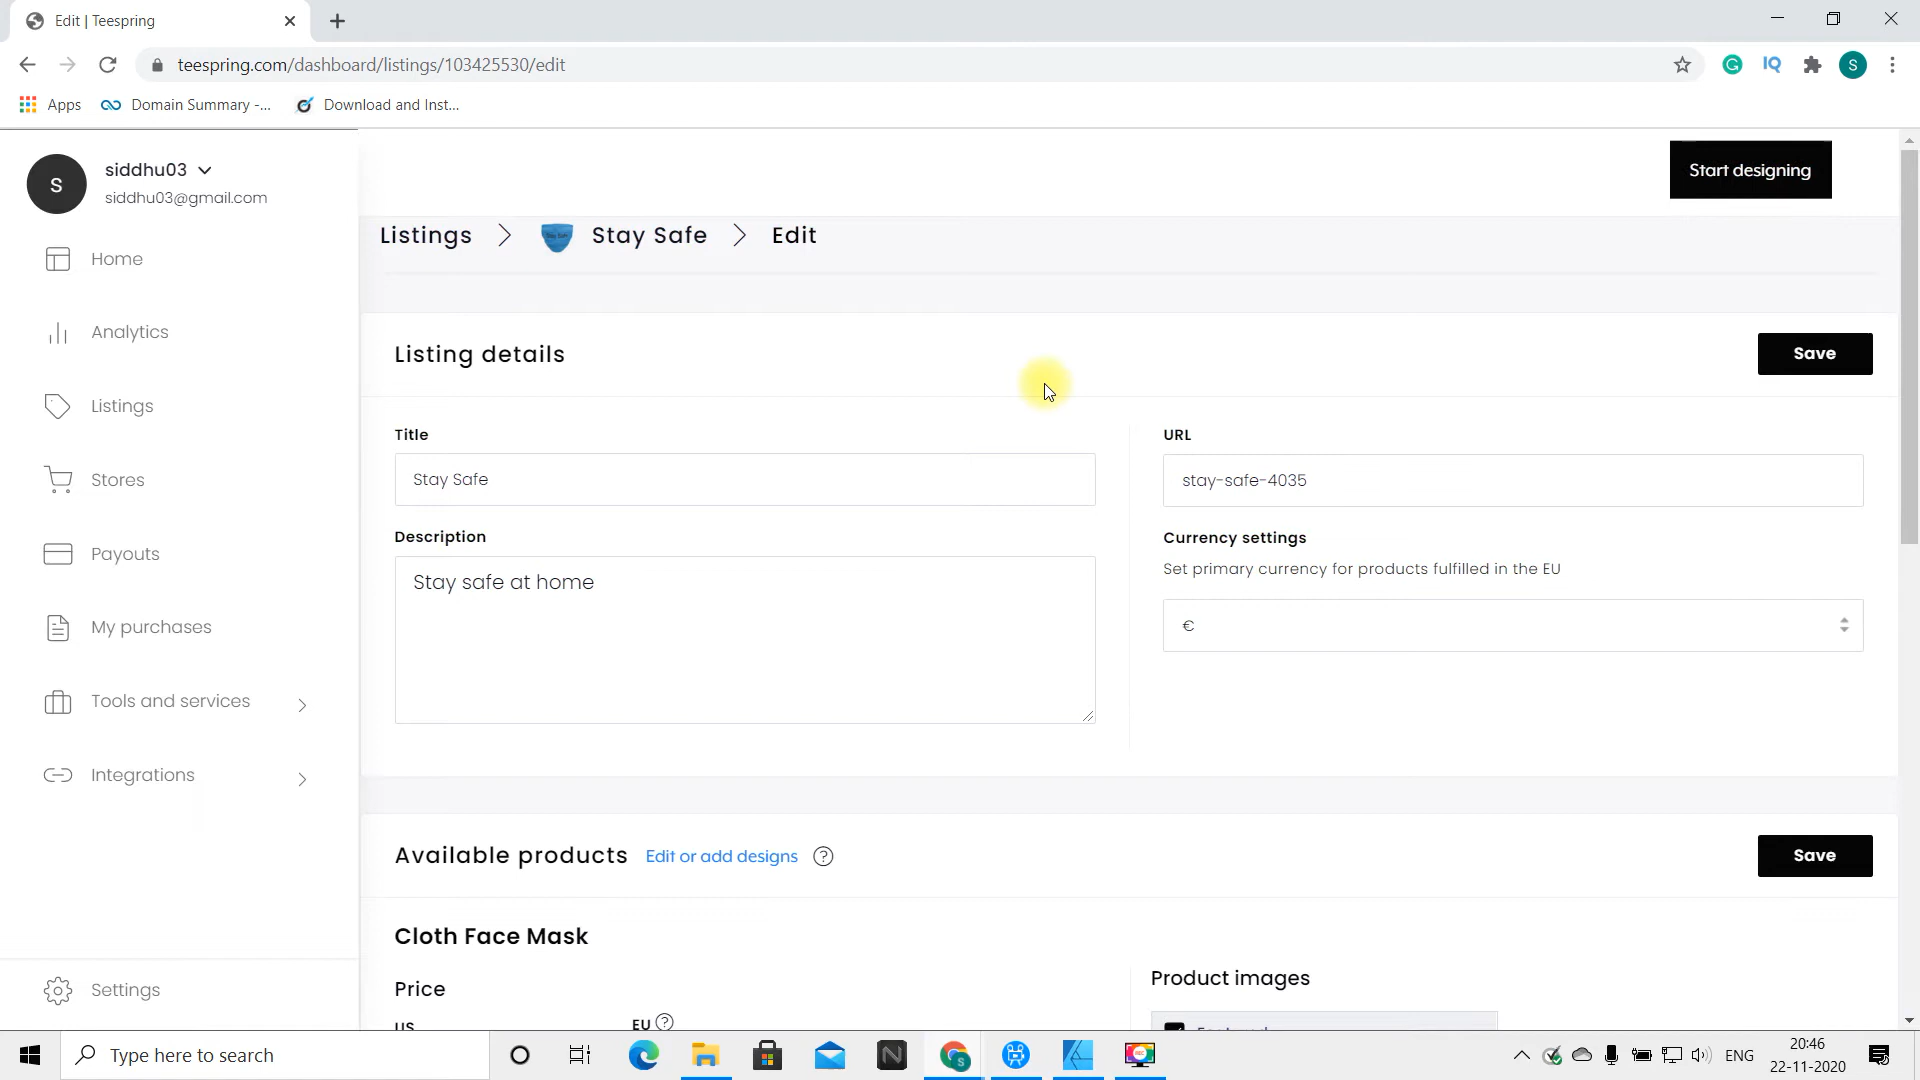 Edit | Teespring
teespring.com/dashboard/listings/103425530/edit
S
Apps
Domain Summary -...
Download and Inst...
S
siddhu03
siddhu03@gmail.com
Start designing
Home
Analytics
Listings
Stores
Payouts
My purchases
Tools and services
Integrations
Settings
Listings > Stay Safe > Edit
Listing details
Save
Title
Stay Safe
Description
Stay safe at home
URL
stay-safe-4035
Currency settings
Set primary currency for products fulfilled in the EU
€
Available products Edit or add designs ?
Save
Cloth Face Mask
Price
US
EU ?
Product images
Featured
Type here to search
ENG
20:46
22-11-2020